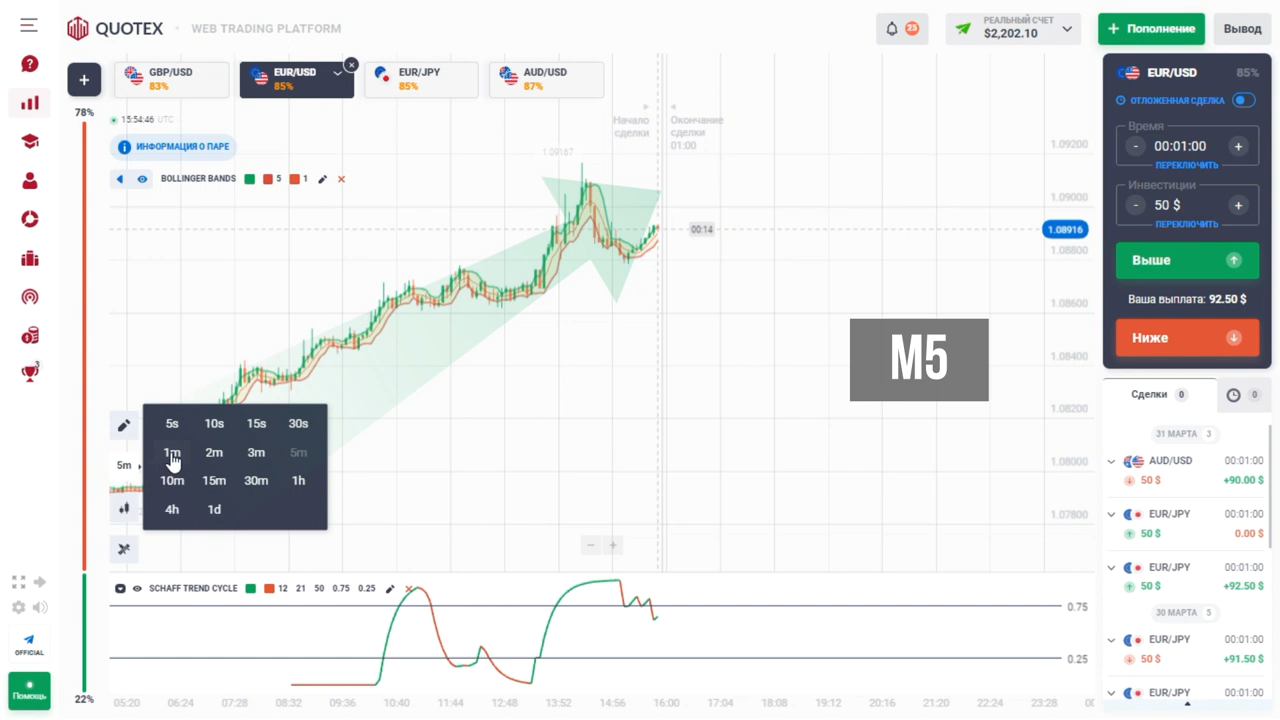 QUOTEX
WEB TRADING PLATFORM
23
РЕАЛЬНЫЙ СЧЕТ
$2,202.10
+ Пополнение
Вывод
GBP/USD
83%
EUR/USD
85%
EUR/JPY
85%
AUD/USD
87%
78%
15:54:46 UTC
ИНФОРМАЦИЯ О ПАРЕ
BOLLINGER BANDS 5 1
1.09167
Начало
сделки
Окончание
сделки
01:00
1.09200
1.09000
1.08916
1.08800
1.08600
1.08400
1.08200
1.08000
1.07800
00:14
M5
5s 10s 15s 30s
1m 2m 3m 5m
10m 15m 30m 1h
4h 1d
5m
SCHAFF TREND CYCLE 12 21 50 0.75 0.25
0.75
0.25
22%
05:20 06:24 07:28 08:32 09:36 10:40 11:44 12:48 13:52 14:56 16:00 17:04 18:08 19:12 20:16 21:20 22:24 23:28 00
EUR/USD 85%
ОТЛОЖЕННАЯ СДЕЛКА
Время
- 00:01:00 +
ПЕРЕКЛЮЧИТЬ
Инвестиции
- 50 $ +
ПЕРЕКЛЮЧИТЬ
Выше
Ваша выплата: 92.50 $
Ниже
Сделки 0
0
31 МАРТА 3
AUD/USD 00:01:00
50 $ +90.00 $
EUR/JPY 00:01:00
50 $ 0.00 $
EUR/JPY 00:01:00
50 $ +92.50 $
30 МАРТА 5
EUR/JPY 00:01:00
50 $ +91.50 $
EUR/JPY 00:01:00
3
OFFICIAL
Помощь